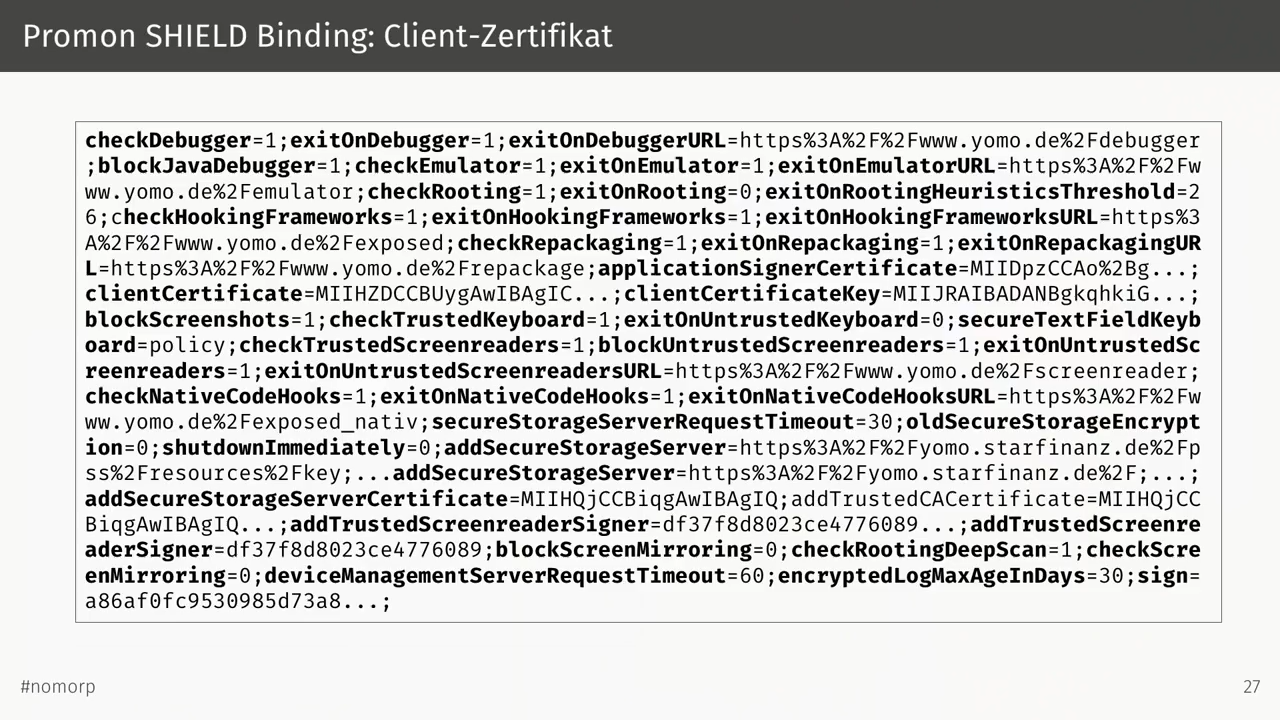 Promon SHIELD Binding: Client-Zertifikat
checkDebugger=1;exitOnDebugger=1;exitOnDebuggerURL=https%3A%2F%2Fwww.yomo.de%2Fdebugger
;blockJavaDebugger=1;checkEmulator=1;exitOnEmulator=1;exitOnEmulatorURL=https%3A%2F%2Fw
ww.yomo.de%2Femulator;checkRooting=1;exitOnRooting=0;exitOnRootingHeuristicsThreshold=2
6;checkHookingFrameworks=1;exitOnHookingFrameworks=1;exitOnHookingFrameworksURL=https%3
A%2F%2Fwww.yomo.de%2Fexposed;checkRepackaging=1;exitOnRepackaging=1;exitOnRepackagingUR
L=https%3A%2F%2Fwww.yomo.de%2Frepackage;applicationSignerCertificate=MIIDpzCCAo%2Bg...;
clientCertificate=MIIHZDCCBUygAwIBAgIC...;clientCertificateKey=MIIJRAIBADANBgkqhkiG...;
blockScreenshots=1;checkTrustedKeyboard=1;exitOnUntrustedKeyboard=0;secureTextFieldKeyb
oard=policy;checkTrustedScreenreaders=1;blockUntrustedScreenreaders=1;exitOnUntrustedSc
reenreaders=1;exitOnUntrustedScreenreadersURL=https%3A%2F%2Fwww.yomo.de%2Fscreenreader;
checkNativeCodeHooks=1;exitOnNativeCodeHooks=1;exitOnNativeCodeHooksURL=https%3A%2F%2Fw
ww.yomo.de%2Fexposed_nativ;secureStorageServerRequestTimeout=30;oldSecureStorageEncrypt
ion=0;shutdownImmediately=0;addSecureStorageServer=https%3A%2F%2Fyomo.starfinanz.de%2Fp
ss%2Fresources%2Fkey;...addSecureStorageServer=https%3A%2F%2Fyomo.starfinanz.de%2F;...;
addSecureStorageServerCertificate=MIIHQjCCBiqgAwIBAgIQ;addTrustedCACertificate=MIIHQjCC
BiqgAwIBAgIQ...;addTrustedScreenreaderSigner=df37f8d8023ce4776089...;addTrustedScreenre
aderSigner=df37f8d8023ce4776089;blockScreenMirroring=0;checkRootingDeepScan=1;checkScre
enMirroring=0;deviceManagementServerRequestTimeout=60;encryptedLogMaxAgeInDays=30;sign=
a86af0fc9530985d73a8...;
#nomorp
27